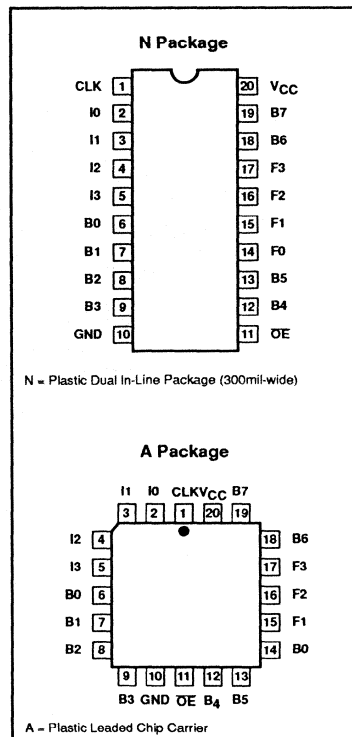 N Package
CLK 1 20 VCC
I0 2 19 B7
I1 3 18 B6
I2 4 17 F3
I3 5 16 F2
B0 6 15 F1
B1 7 14 F0
B2 8 13 B5
B3 9 12 B4
GND 10 11 O̅E̅
N = Plastic Dual In-Line Package (300mil-wide)
A Package
I1 I0 CLK VCC B7
3 2 1 20 19
I2 4 18 B6
I3 5 17 F3
B0 6 16 F2
B1 7 15 F1
B2 8 14 B0
9 10 11 12 13
B3 GND O̅E̅ B4 B5
A = Plastic Leaded Chip Carrier